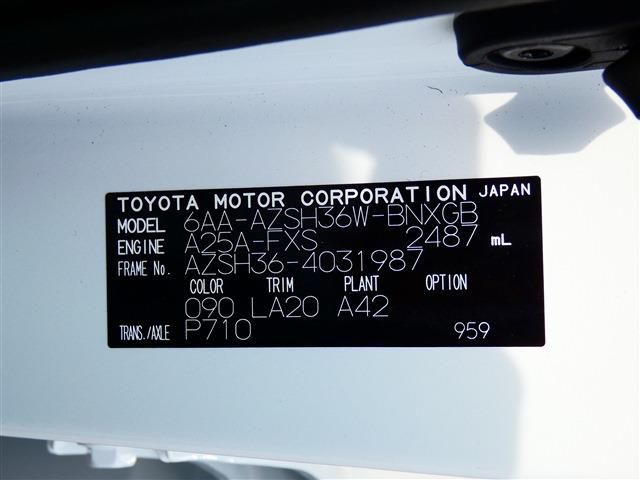 TOYOTA MOTOR CORPORATION JAPAN
MODEL 6AA-AZSH36W-BNXGB
ENGINE A25A-FXS 2487 mL
FRAME No. AZSH36-4031987
COLOR TRIM PLANT OPTION
090 LA20 A42
TRANS./AXLE P710 959